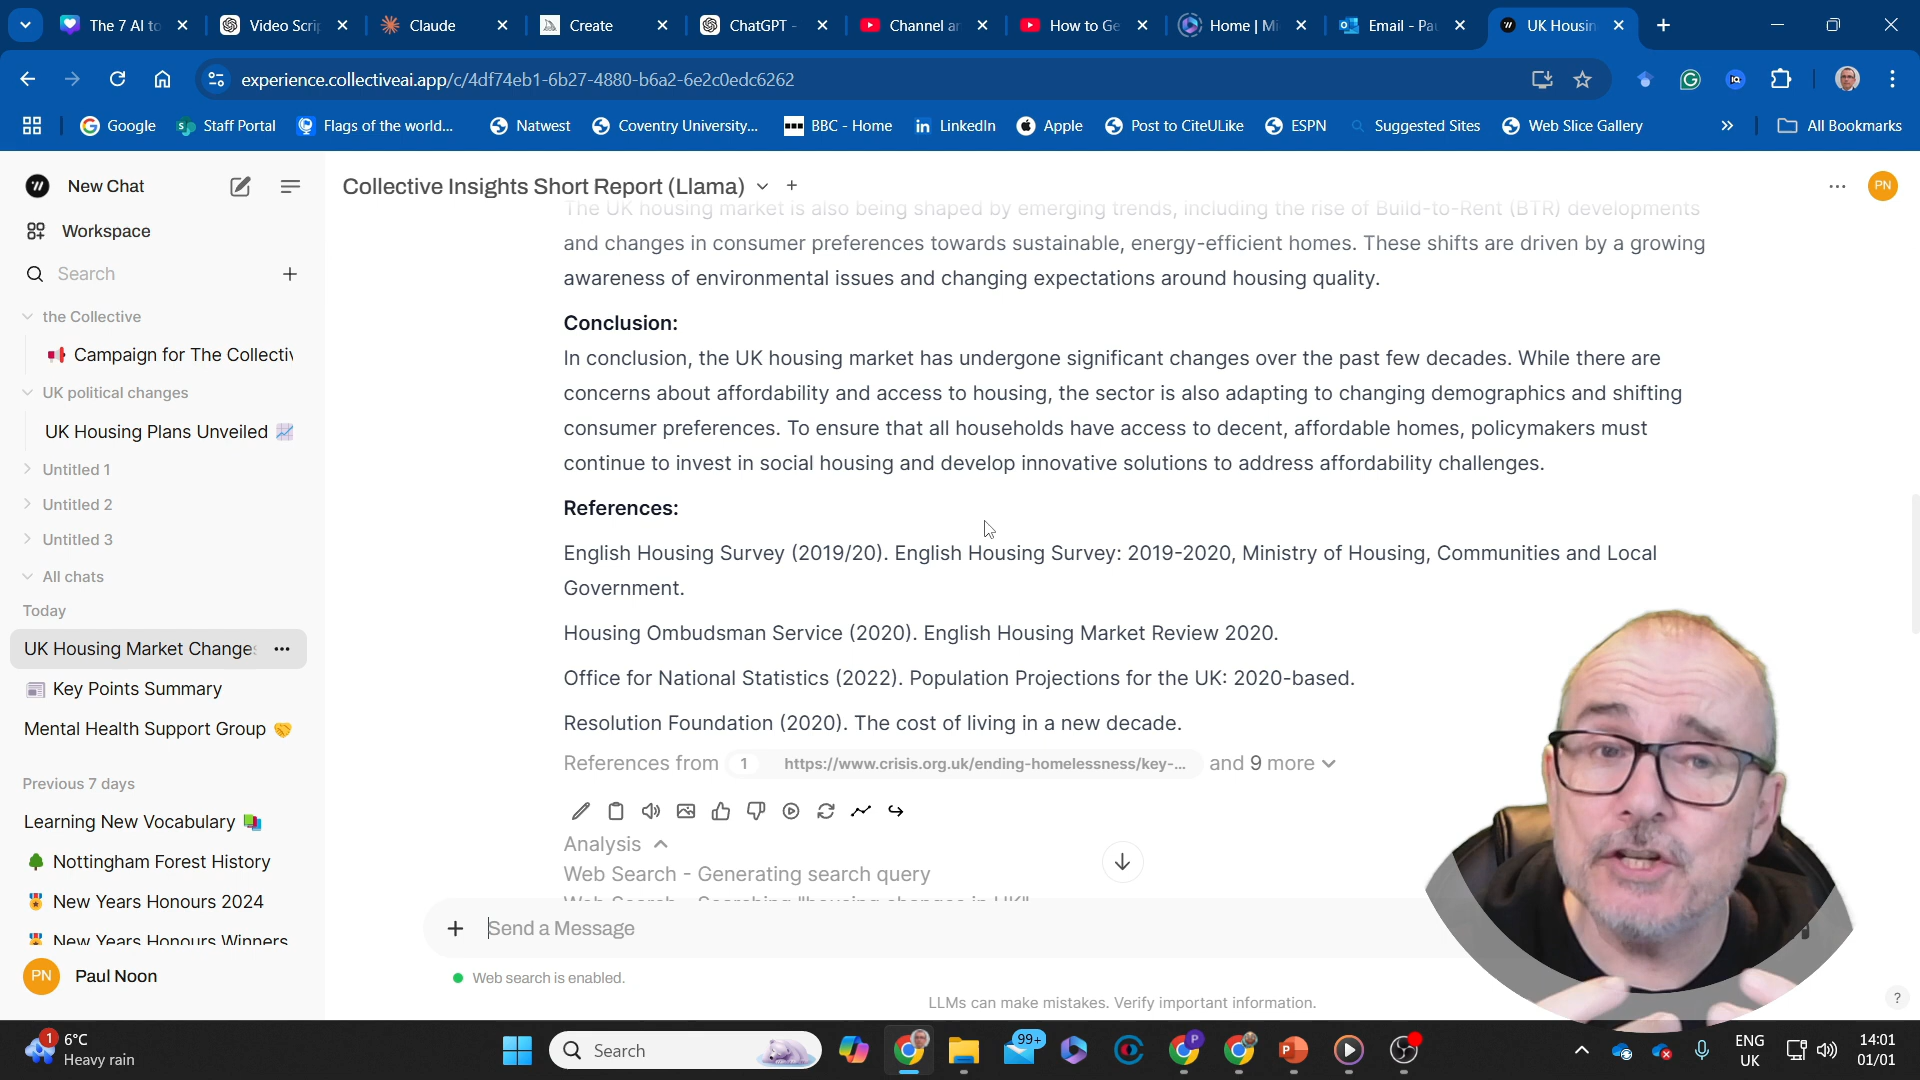 The 7 AI to
Video Scri
Claude
Create
ChatGPT -
Channel an
How to Ge
Home | Mi
Email - Pau
UK Housin
experience.collectiveai.app/c/4df74eb1-6b27-4880-b6a2-6e2c0edc6262
Google
Staff Portal
Flags of the world...
Natwest
Coventry University...
BBC - Home
LinkedIn
Apple
Post to CiteULike
ESPN
Suggested Sites
Web Slice Gallery
All Bookmarks
New Chat
Workspace
Search
the Collective
Campaign for The Collectiv
UK political changes
UK Housing Plans Unveiled
Untitled 1
Untitled 2
Untitled 3
All chats
Today
UK Housing Market Changes
Key Points Summary
Mental Health Support Group
Previous 7 days
Learning New Vocabulary
Nottingham Forest History
New Years Honours 2024
New Years Honours Winners
PN
Paul Noon
Collective Insights Short Report (Llama)
PN
The UK housing market is also being shaped by emerging trends, including the rise of Build-to-Rent (BTR) developments
and changes in consumer preferences towards sustainable, energy-efficient homes. These shifts are driven by a growing
awareness of environmental issues and changing expectations around housing quality.
Conclusion:
In conclusion, the UK housing market has undergone significant changes over the past few decades. While there are
concerns about affordability and access to housing, the sector is also adapting to changing demographics and shifting
consumer preferences. To ensure that all households have access to decent, affordable homes, policymakers must
continue to invest in social housing and develop innovative solutions to address affordability challenges.
References:
English Housing Survey (2019/20). English Housing Survey: 2019-2020, Ministry of Housing, Communities and Local
Government.
Housing Ombudsman Service (2020). English Housing Market Review 2020.
Office for National Statistics (2022). Population Projections for the UK: 2020-based.
Resolution Foundation (2020). The cost of living in a new decade.
References from 1 https://www.crisis.org.uk/ending-homelessness/key-... and 9 more
Analysis
Web Search - Generating search query
Web Search - Searching "housing changes in UK"
Send a Message
Web search is enabled.
LLMs can make mistakes. Verify important information.
?
1
6°C
Heavy rain
Search
99+
P
ENG
UK
14:01
01/01